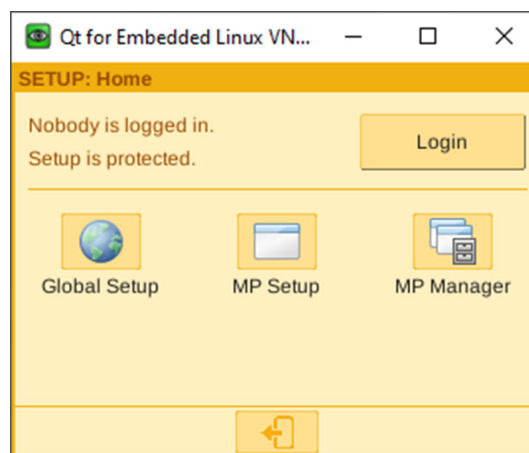 Qt for Embedded Linux VN...
SETUP: Home
Nobody is logged in.
Setup is protected.
Login
Global Setup
MP Setup
MP Manager